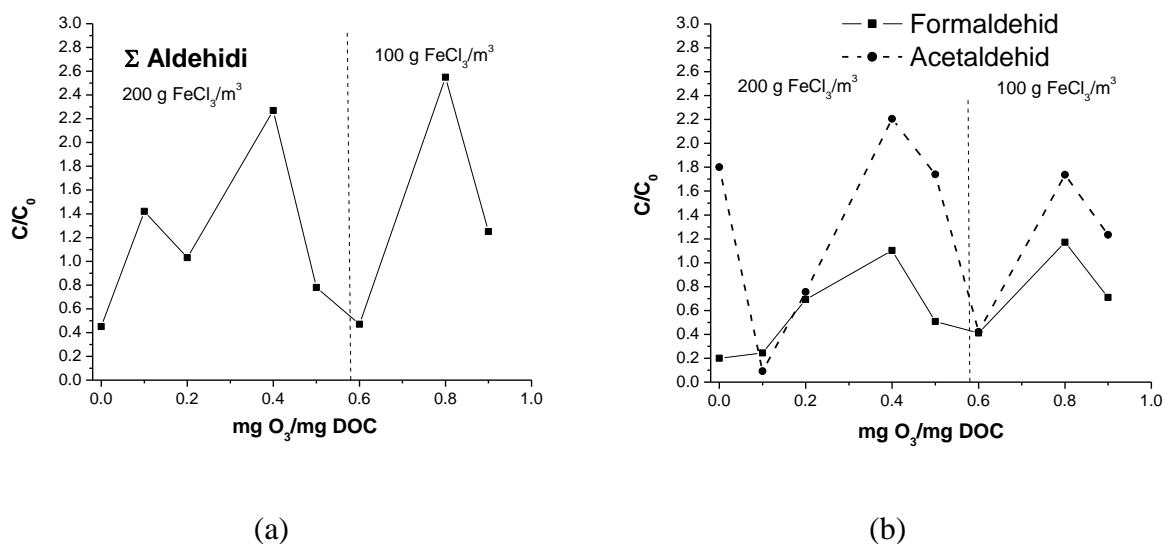 3.0
2.8
2.6
2.4
2.2
2.0
1.8
1.6
1.4
1.2
1.0
0.8
0.6
0.4
0.2
0.0
C/C₀
Σ Aldehidi
200 g FeCl₃/m³
100 g FeCl₃/m³
0.0 0.2 0.4 0.6 0.8 1.0
mg O₃/mg DOC
(a)
Formaldehid
Acetaldehid
3.0
2.8
2.6
2.4
2.2
2.0
1.8
1.6
1.4
1.2
1.0
0.8
0.6
0.4
0.2
0.0
C/C₀
200 g FeCl₃/m³
100 g FeCl₃/m³
0.0 0.2 0.4 0.6 0.8 1.0
mg O₃/mg DOC
(b)